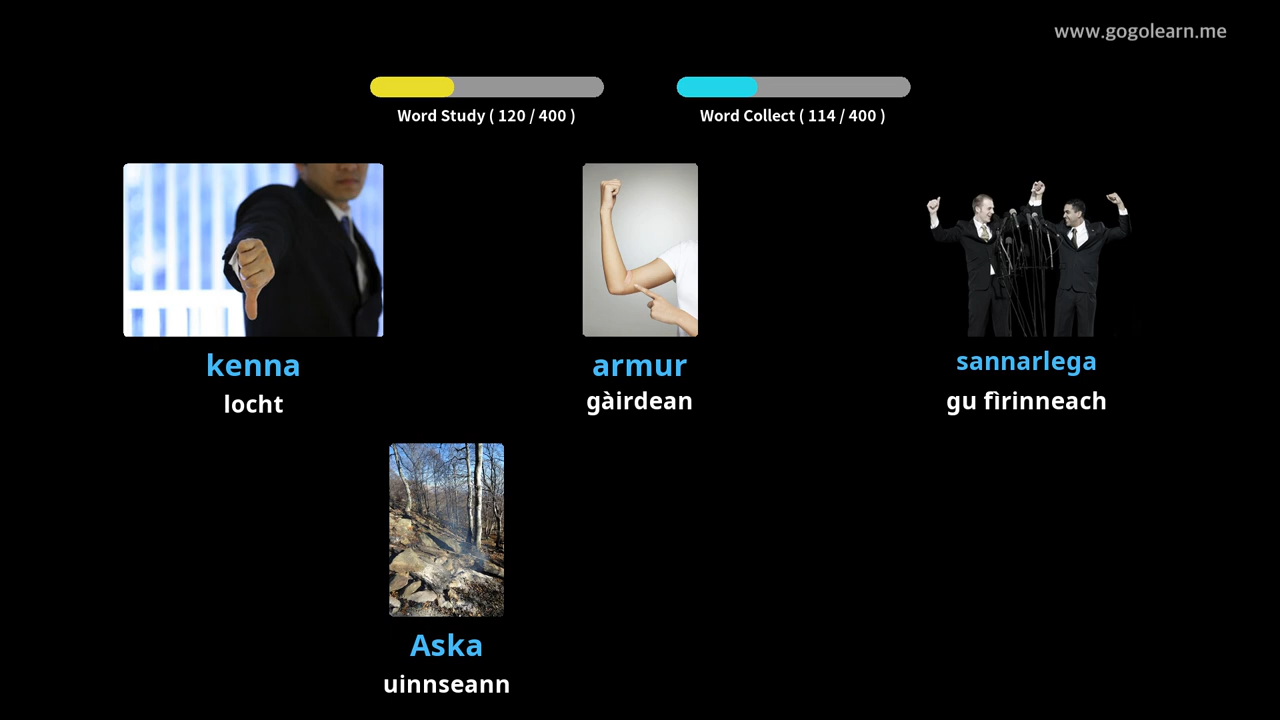 www.gogolearn.me
Word Study ( 120 / 400 )
Word Collect ( 114 / 400 )
kenna
locht
armur
gàirdean
sannarlega
gu fìrinneach
Aska
uinnseann